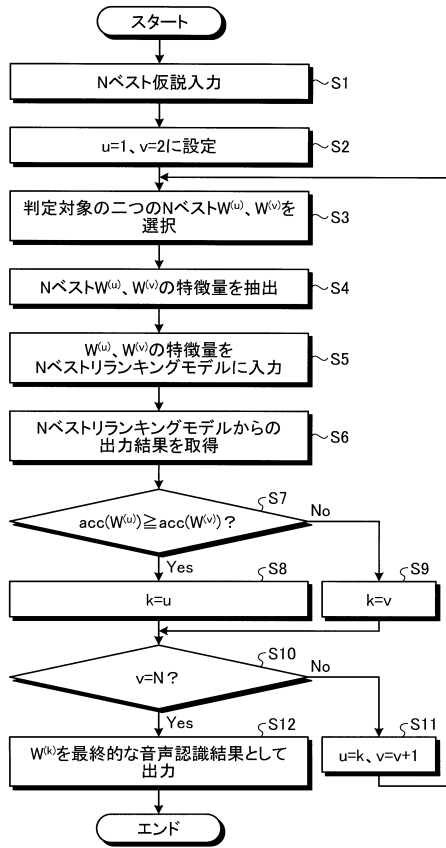 スタート
Nベスト仮説入力
S1
u=1、v=2に設定
S2
判定対象の二つのNベストW(u)、W(v)を
選択
S3
NベストW(u)、W(v)の特徴量を抽出
S4
W(u)、W(v)の特徴量を
Nベストリランキングモデルに入力
S5
Nベストリランキングモデルからの
出力結果を取得
S6
S7
acc(W(u))≧acc(W(v))？
No
Yes
S8
k=u
S9
k=v
S10
v=N？
No
Yes
S12
W(k)を最終的な音声認識結果として
出力
S11
u=k、v=v+1
エンド